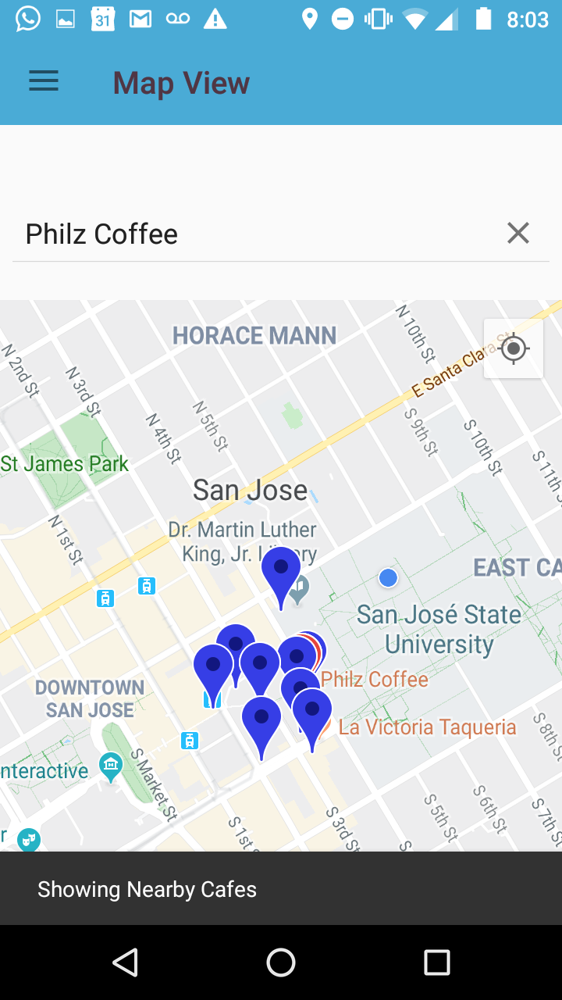 31
8:03
Map View
Philz Coffee
HORACE MANN
N 10th St
E Santa Clara St
N 2nd St
N 3rd St
N 4th St
N 5th St
S 9th St
S 10th St
S 11th St
St James Park
San Jose
N 1st St
Dr. Martin Luther
King, Jr. Library
EAST CA
San José State
University
Philz Coffee
DOWNTOWN
SAN JOSE
La Victoria Taqueria
nteractive
S Market St
S 8th St
S 1st S
S 3rd St
S 5th St
S 6th St
S 7th St
S
r
Showing Nearby Cafes